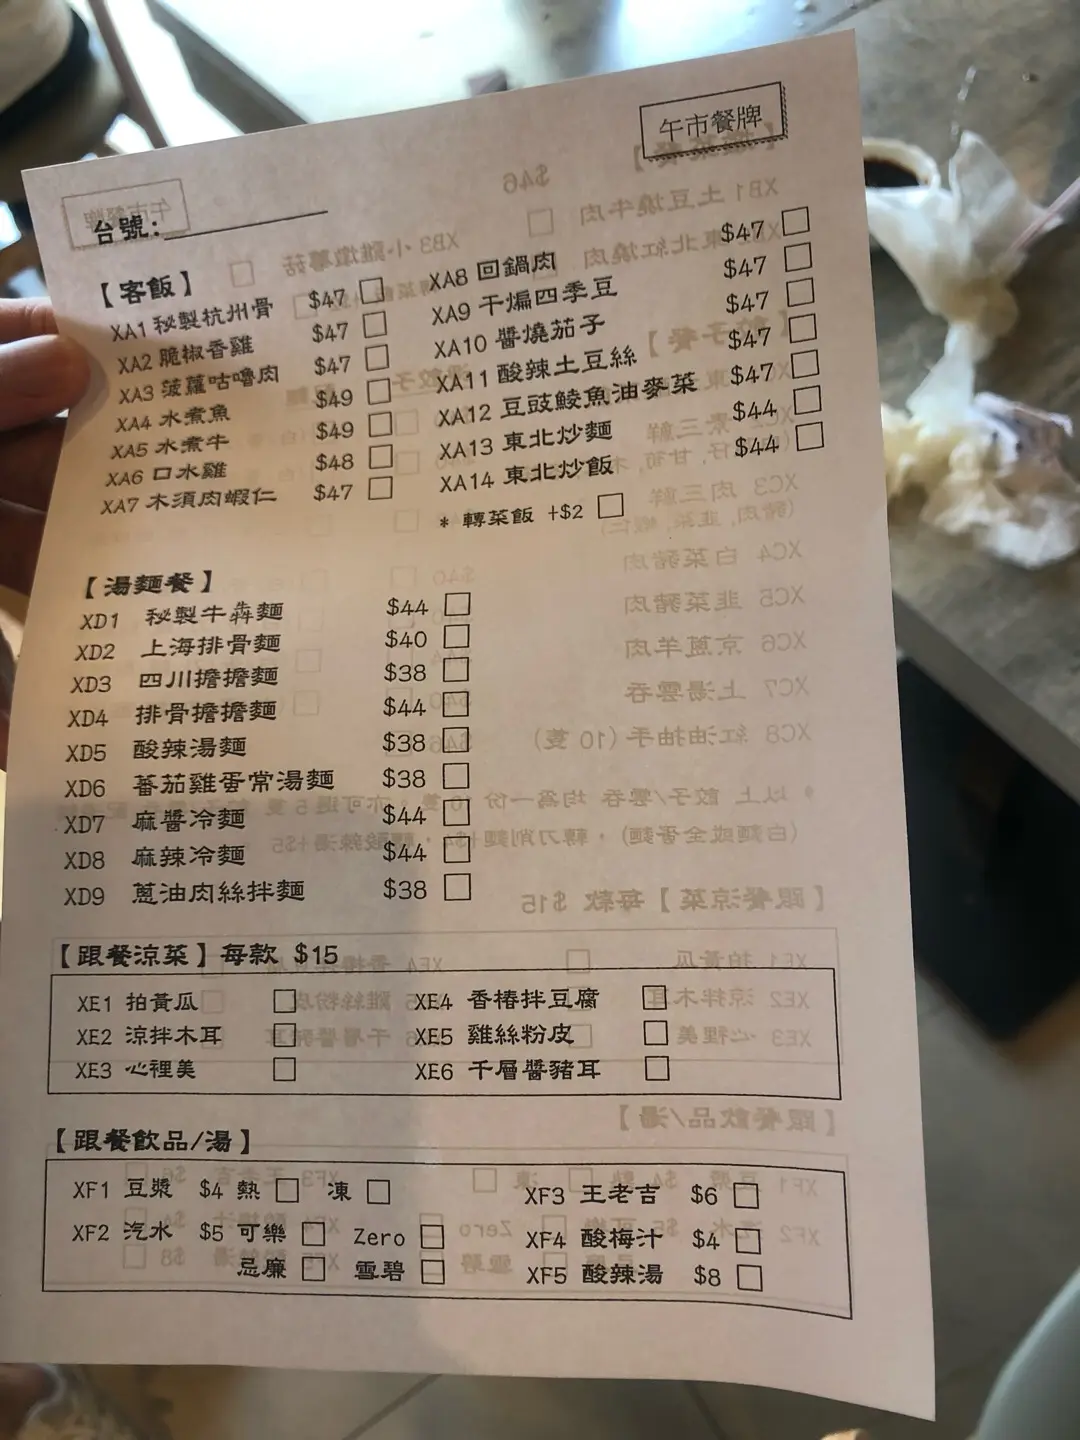 午市餐牌
台號：
【客飯】
XA1 秘製杭州骨 $47
XA2 脆椒香雞 $47
XA3 菠蘿咕嚕肉 $47
XA4 水煮魚 $49
XA5 水煮牛 $49
XA6 口水雞 $48
XA7 木須肉蝦仁 $47
XA8 回鍋肉 $47
XA9 干煸四季豆 $47
XA10 醬燒茄子 $47
XA11 酸辣土豆絲 $47
XA12 豆豉鯪魚油麥菜 $47
XA13 東北炒麵 $44
XA14 東北炒飯 $44
* 轉菜飯 +$2
【湯麵餐】
XD1 秘製牛犇麵 $44
XD2 上海排骨麵 $40
XD3 四川擔擔麵 $38
XD4 排骨擔擔麵 $44
XD5 酸辣湯麵 $38
XD6 蕃茄雞蛋常湯麵 $38
XD7 麻醬冷麵 $44
XD8 麻辣冷麵 $44
XD9 蔥油肉絲拌麵 $38
【跟餐涼菜】每款 $15
XE1 拍黃瓜 XE4 香椿拌豆腐
XE2 涼拌木耳 XE5 雞絲粉皮
XE3 心裡美 XE6 千層醬豬耳
【跟餐飲品/湯】
XF1 豆漿 $4 熱 凍 XF3 王老吉 $6
XF2 汽水 $5 可樂 Zero XF4 酸梅汁 $4
忌廉 雪碧 XF5 酸辣湯 $8